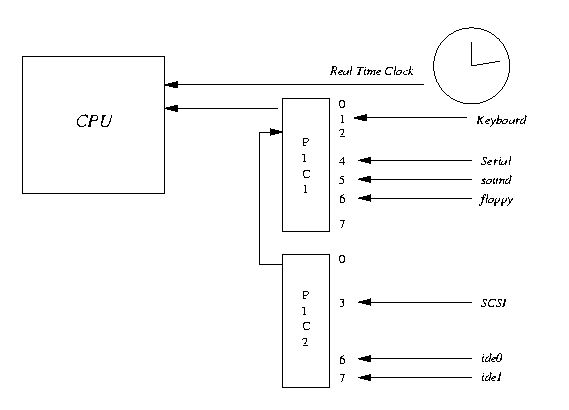 Real Time Clock
CPU
P
I
C
1
0
1
Keyboard
2
4
Serial
5
sound
6
floppy
7
P
I
C
2
0
3
SCSI
6
ide0
7
ide1